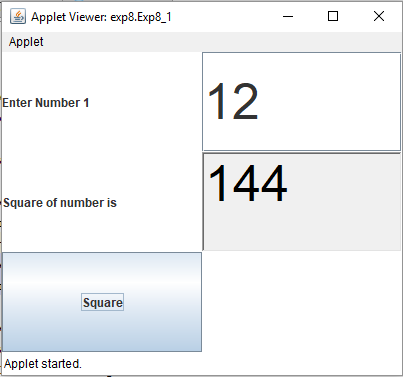 Applet Viewer: exp8.Exp8_1
Applet
Enter Number 1
12
Square of number is
144
Square
Applet started.